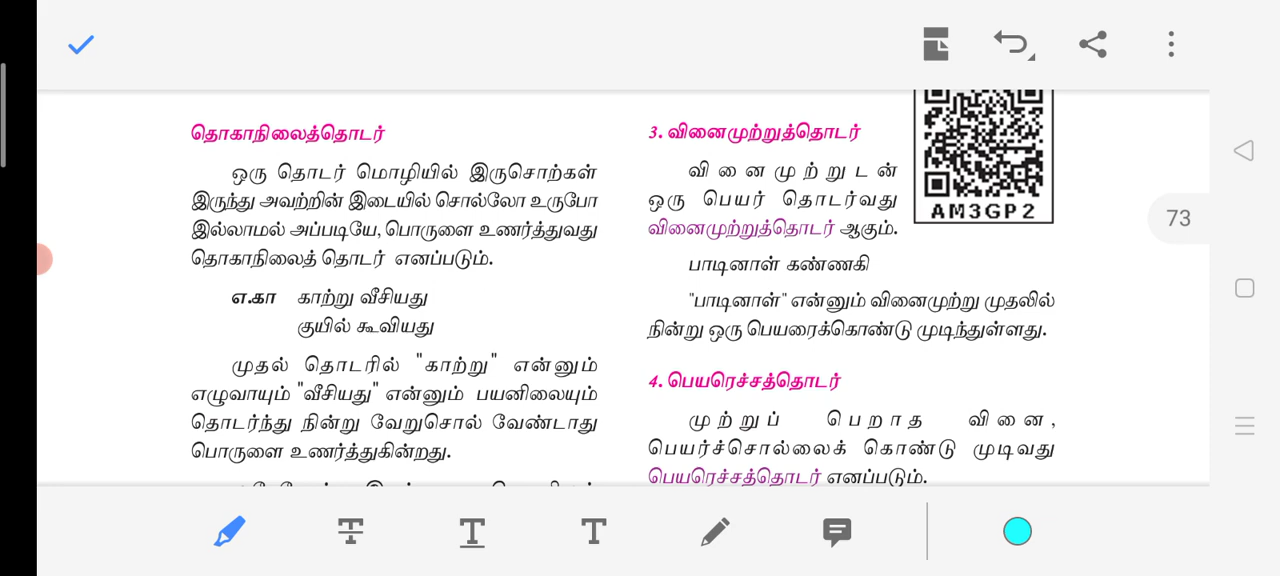 தொகாநிலைத்தொடர்
ஒரு தொடர் மொழியில் இருசொற்கள்
இருந்து அவற்றின் இடையில் சொல்லோ உருபோ
இல்லாமல் அப்படியே, பொருளை உணர்த்துவது
தொகாநிலைத் தொடர் எனப்படும்.
எ.கா காற்று வீசியது
குயில் கூவியது
முதல் தொடரில் "காற்று" என்னும்
எழுவாயும் "வீசியது" என்னும் பயனிலையும்
தொடர்ந்து நின்று வேறுசொல் வேண்டாது
பொருளை உணர்த்துகின்றது.
3. வினைமுற்றுத்தொடர்
வினைமுற்றுடன்
ஒரு பெயர் தொடர்வது
வினைமுற்றுத்தொடர் ஆகும்.
பாடினாள் கண்ணகி
"பாடினாள்" என்னும் வினைமுற்று முதலில்
நின்று ஒரு பெயரைக்கொண்டு முடிந்துள்ளது.
4. பெயரெச்சத்தொடர்
முற்றுப் பெறாத வினை,
பெயர்ச்சொல்லைக் கொண்டு முடிவது
பெயரெச்சத்தொடர் எனப்படும்.
AM3GP2
73